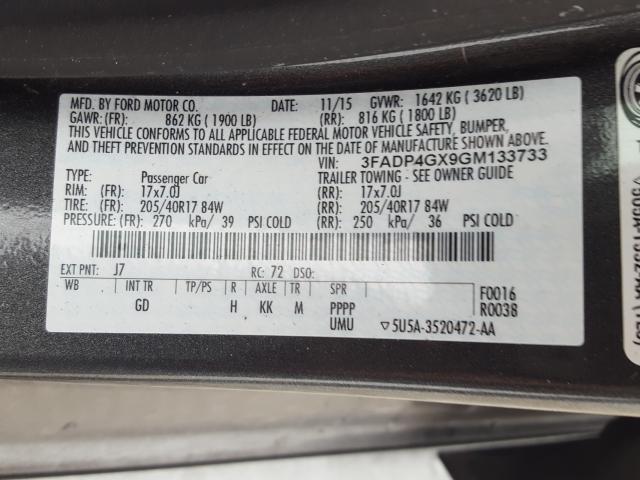 MFD. BY FORD MOTOR CO. DATE: 11/15 GVWR: 1642 KG ( 3620 LB)
GAWR: (FR): 862 KG ( 1900 LB) (RR): 816 KG ( 1800 LB)
THIS VEHICLE CONFORMS TO ALL APPLICABLE FEDERAL MOTOR VEHICLE SAFETY, BUMPER,
AND THEFT PREVENTION STANDARDS IN EFFECT ON THE DATE OF MANUFACTURE SHOWN ABOVE.
VIN: 3FADP4GX9GM133733
TYPE: Passenger Car TRAILER TOWING - SEE OWNER GUIDE
RIM: (FR): 17x7.0J (RR): 17x7.0J
TIRE: (FR): 205/40R17 84W (RR): 205/40R17 84W
PRESSURE: (FR): 270 kPa/ 39 PSI COLD (RR): 250 kPa/ 36 PSI COLD
EXT PNT: J7 RC: 72 DSO:
WB INT TR TP/PS R AXLE TR SPR F0016
GD H KK M PPPP R0038
UMU ▽5U5A-3520472-AA